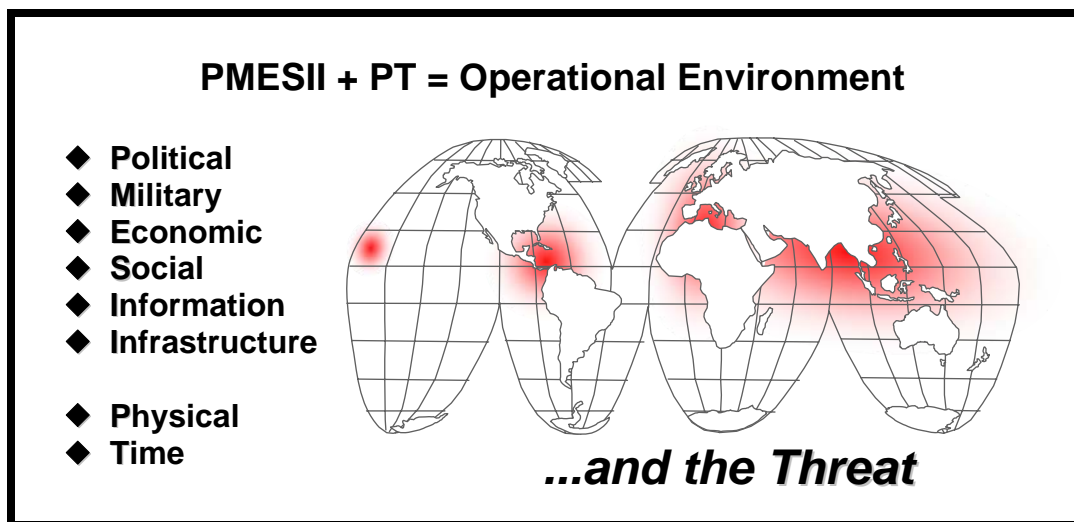 PMESII + PT = Operational Environment
◆ Political
◆ Military
◆ Economic
◆ Social
◆ Information
◆ Infrastructure
◆ Physical
◆ Time
...and the Threat